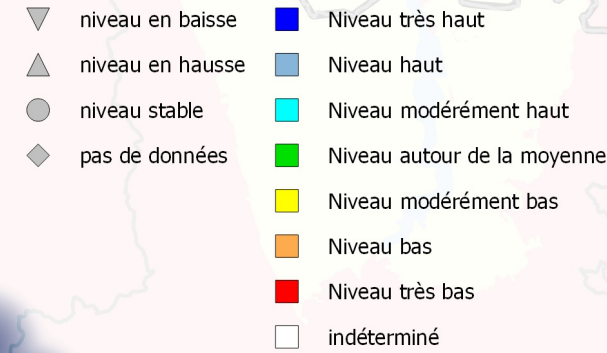 niveau en baisse
niveau en hausse
niveau stable
pas de données
Niveau très haut
Niveau haut
Niveau modérément haut
Niveau autour de la moyenne
Niveau modérément bas
Niveau bas
Niveau très bas
indéterminé